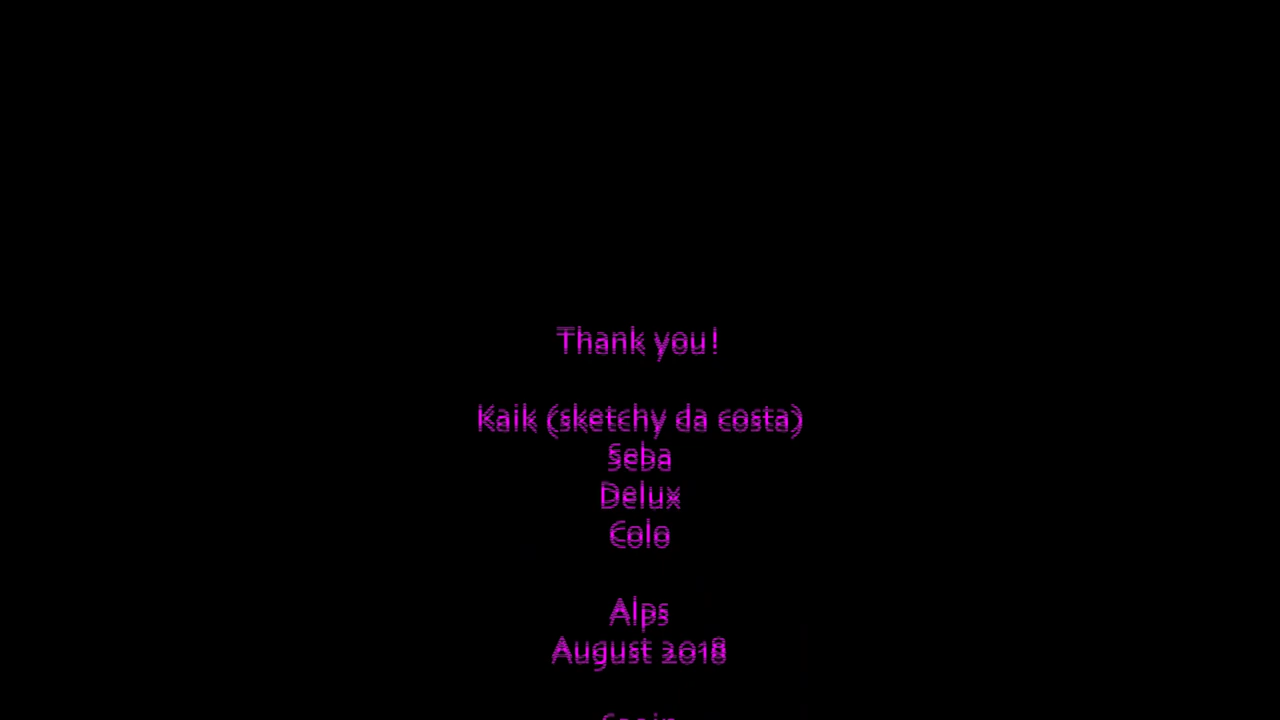 Thank you!
Kaik (sketchy da costa)
Seba
Delux
Colo
Alps
August 2018